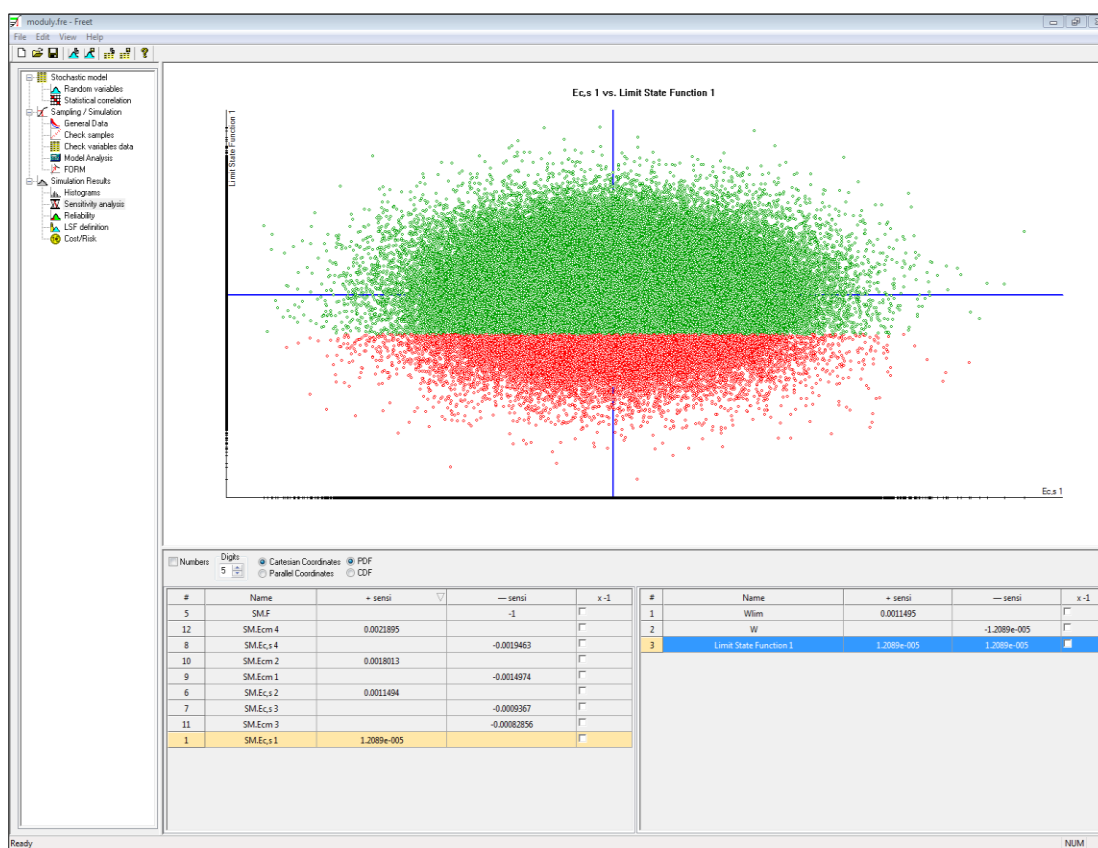 moduly.fre - Freet
File Edit View Help
Stochastic model
Random variables
Statistical correlation
Sampling / Simulation
General Data
Check samples
Check variables data
Model Analysis
FORM
Simulation Results
Histograms
Sensitivity analysis
Reliability
LSF definition
Cost/Risk
Ec,s 1 vs. Limit State Function 1
Limit State Function 1
Ec,s 1
Numbers Digits 5 Cartesian Coordinates PDF
Parallel Coordinates CDF
# Name + sensi — sensi x -1
5 SM.F -1
12 SM.Ecm 4 0.0021895
8 SM.Ec,s 4 -0.0019463
10 SM.Ecm 2 0.0018013
9 SM.Ecm 1 -0.0014974
6 SM.Ec,s 2 0.0011494
7 SM.Ec,s 3 -0.0009367
11 SM.Ecm 3 -0.00082856
1 SM.Ec,s 1 1.2089e-005
# Name + sensi — sensi x -1
1 Wlim 0.0011495
2 W -1.2089e-005
3 Limit State Function 1 1.2089e-005 1.2089e-005
Ready NUM